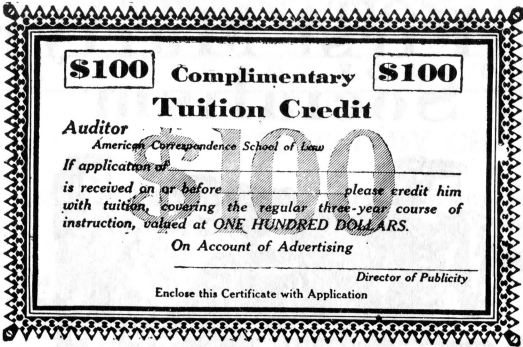 $100 Complimentary $100
Tuition Credit
Auditor
American Correspondence School of Law
$100
If application of
is received on or before please credit him
with tuition, covering the regular three-year course of
instruction, valued at ONE HUNDRED DOLLARS.
On Account of Advertising
Director of Publicity
Enclose this Certificate with Application